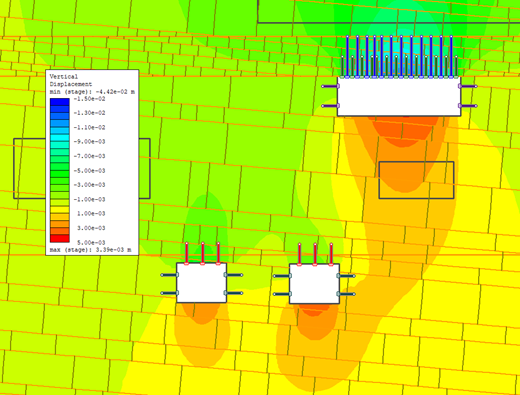 Vertical
Displacement
min (stage): -4.42e-02 m
-1.50e-02
-1.30e-02
-1.10e-02
-9.00e-03
-7.00e-03
-5.00e-03
-3.00e-03
-1.00e-03
1.00e-03
3.00e-03
5.00e-03
max (stage): 3.39e-03 m